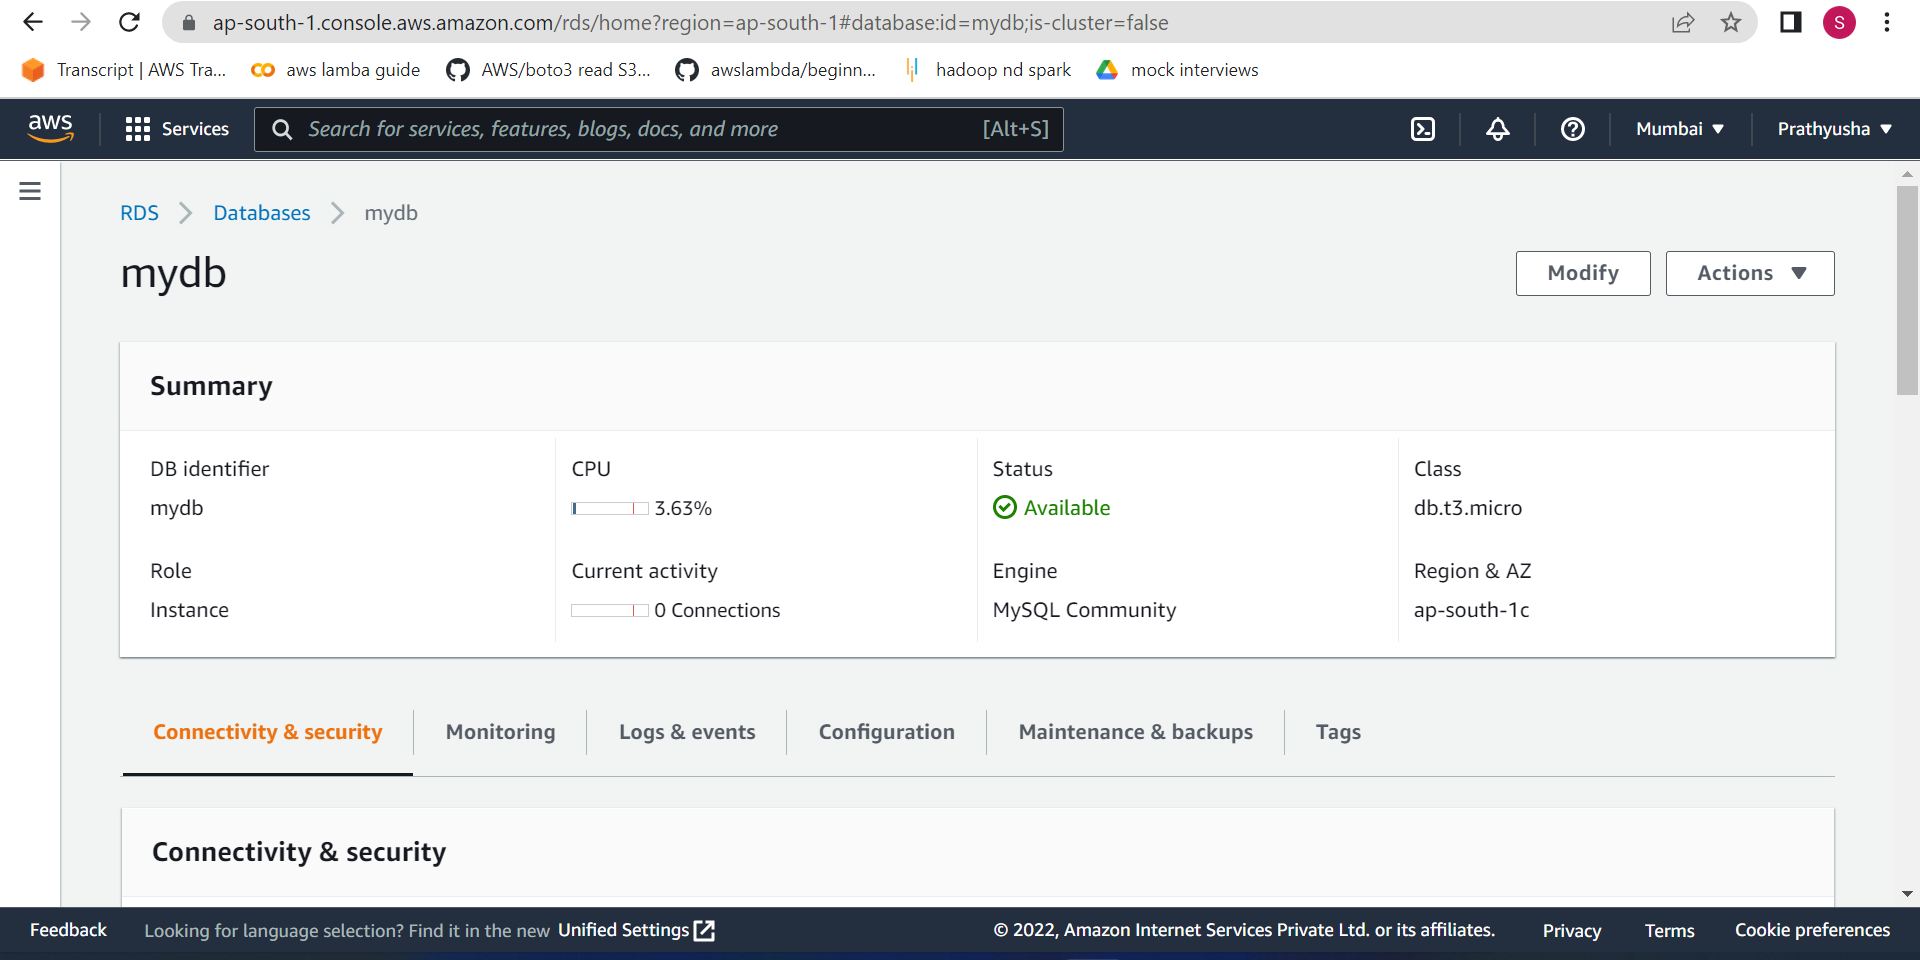 ap-south-1.console.aws.amazon.com/rds/home?region=ap-south-1#database:id=mydb;is-cluster=false
S
Transcript | AWS Tra... aws lamba guide AWS/boto3 read S3... awslambda/beginn... hadoop nd spark mock interviews
aws Services Search for services, features, blogs, docs, and more [Alt+S] Mumbai Prathyusha
RDS Databases mydb
mydb
Modify Actions
Summary
DB identifier CPU Status Class
mydb 3.63% Available db.t3.micro
Role Current activity Engine Region & AZ
Instance 0 Connections MySQL Community ap-south-1c
Connectivity & security Monitoring Logs & events Configuration Maintenance & backups Tags
Connectivity & security
Feedback Looking for language selection? Find it in the new Unified Settings © 2022, Amazon Internet Services Private Ltd. or its affiliates. Privacy Terms Cookie preferences